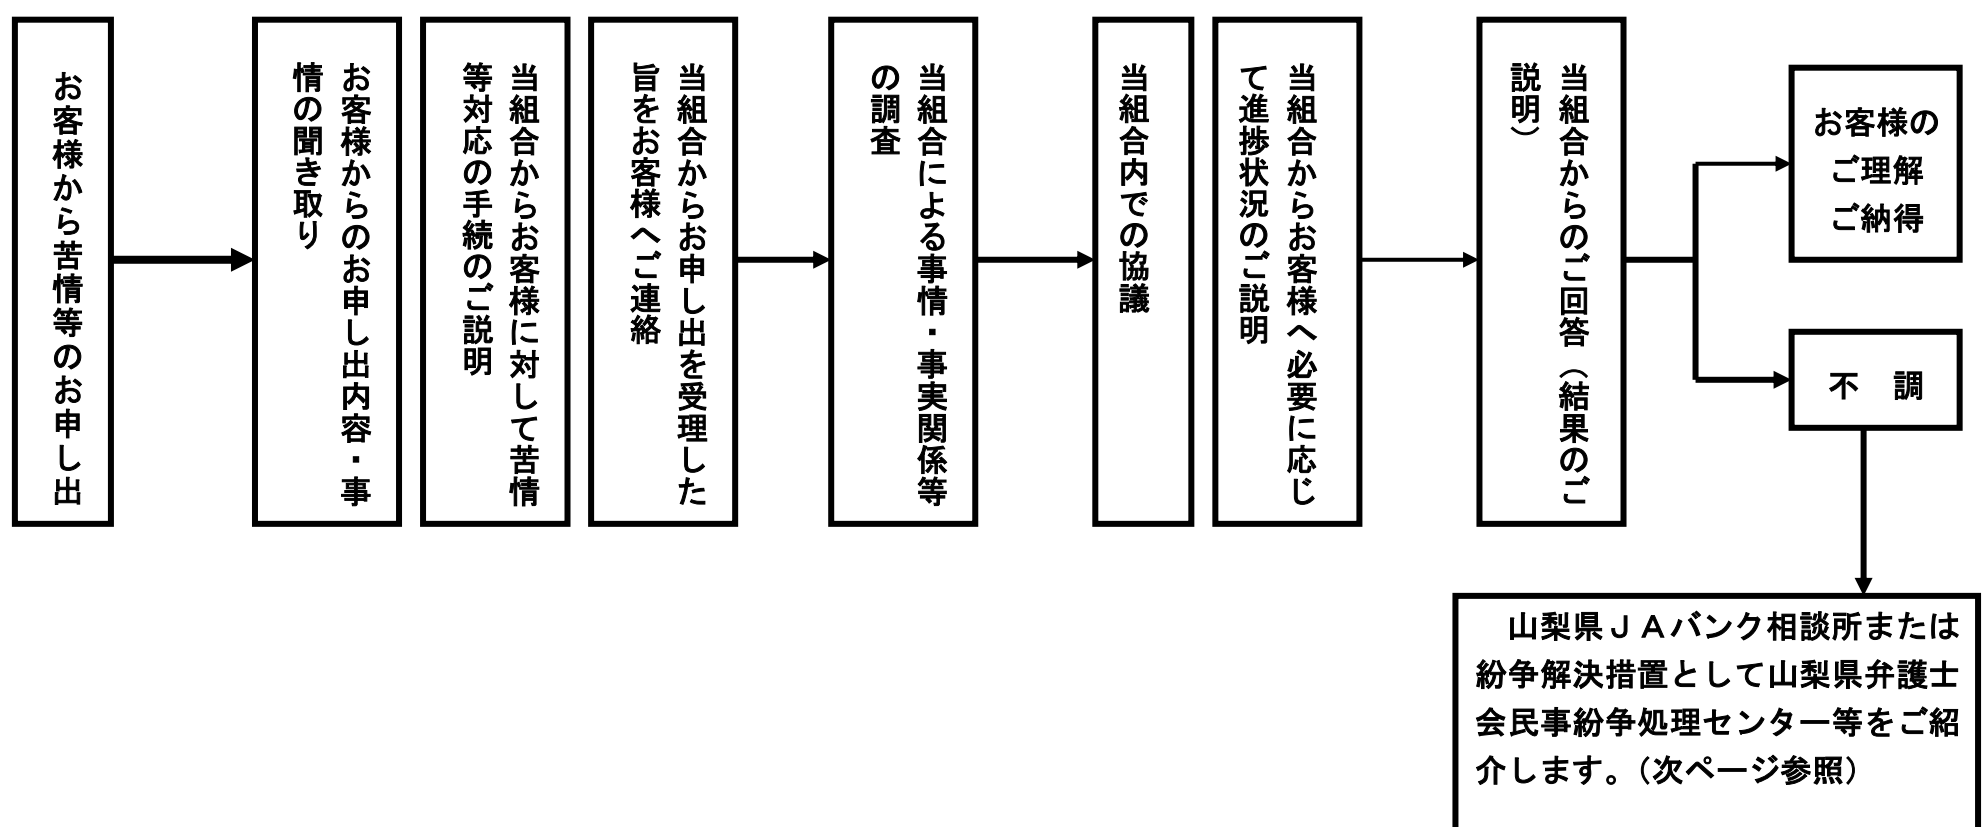 お客様から苦情等のお申し出
お客様からのお申し出内容・事
情の聞き取り
当組合からお客様に対して苦情
等対応の手続のご説明
当組合からお申し出を受理した
旨をお客様へご連絡
当組合による事情・事実関係等
の調査
当組合内での協議
当組合からお客様へ必要に応じ
て進捗状況のご説明
当組合からのご回答（結果のご
説明）
お客様の
ご理解
ご納得
不　調
山梨県ＪＡバンク相談所または
紛争解決措置として山梨県弁護士
会民事紛争処理センター等をご紹
介します。（次ページ参照）